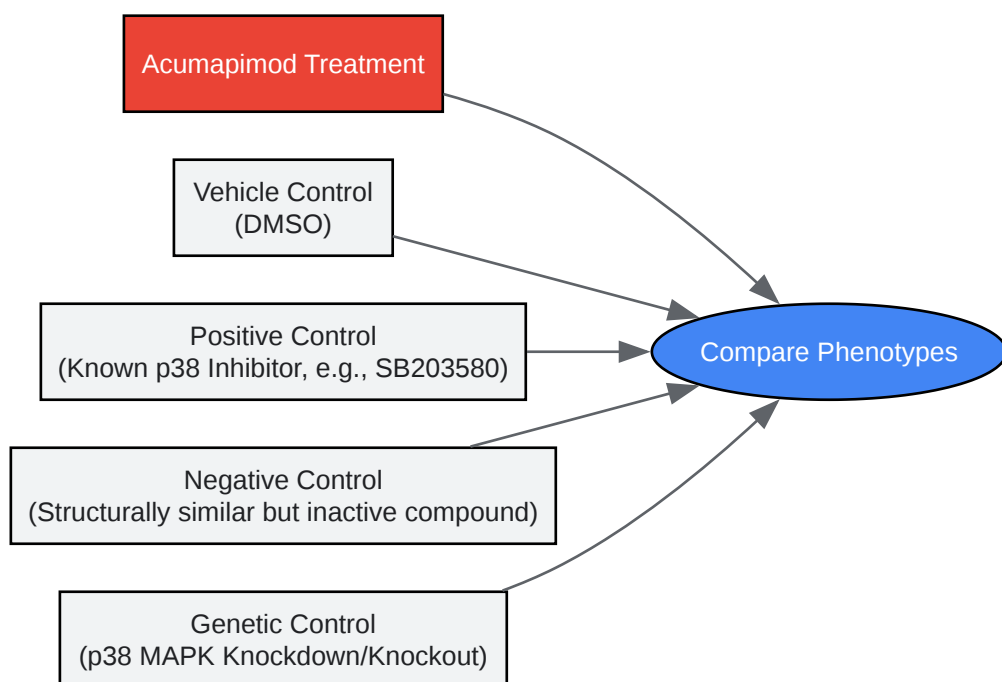 Acumapimod Treatment
Vehicle Control
(DMSO)
Positive Control
(Known p38 Inhibitor, e.g., SB203580)
Compare Phenotypes
Negative Control
(Structurally similar but inactive compound)
Genetic Control
(p38 MAPK Knockdown/Knockout)